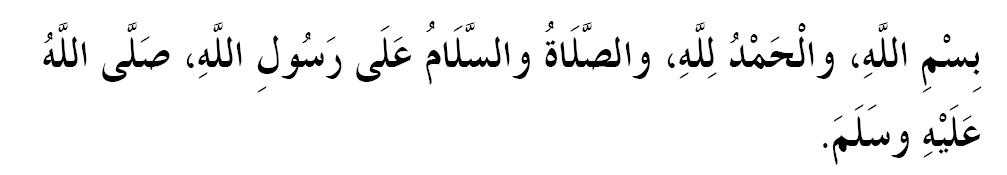 بِسْمِ اللَّهِ، والْحَمْدُ لِلَّهِ، والصَّلَاةُ والسَّلَامُ عَلَى رَسُولِ اللَّهِ، صَلَّى اللَّهُ
عَلَيْهِ وسَلَمَ.